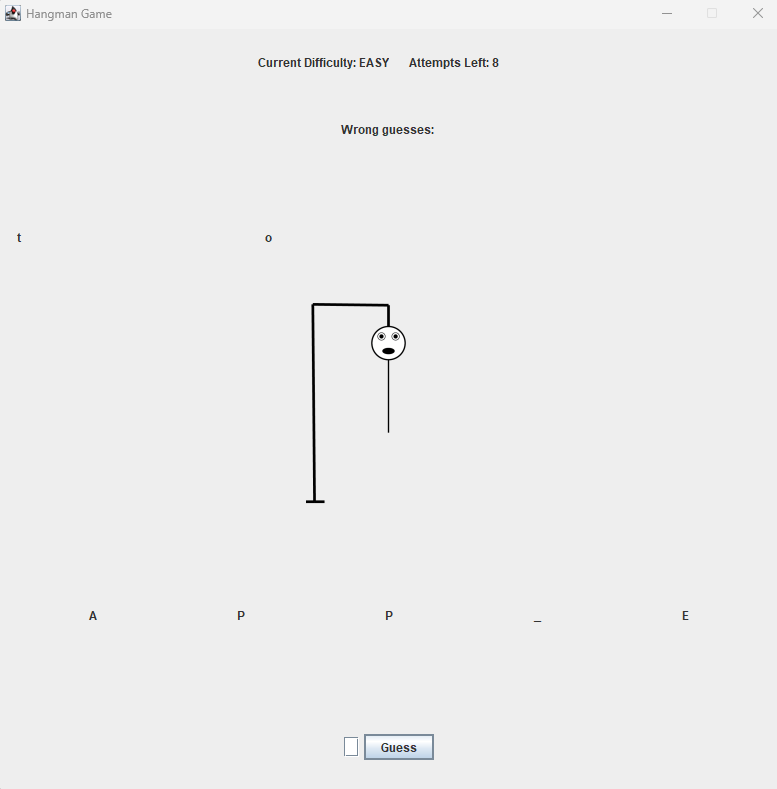 Hangman Game
Current Difficulty: EASY Attempts Left: 8
Wrong guesses:
t o
A P P _ E
Guess